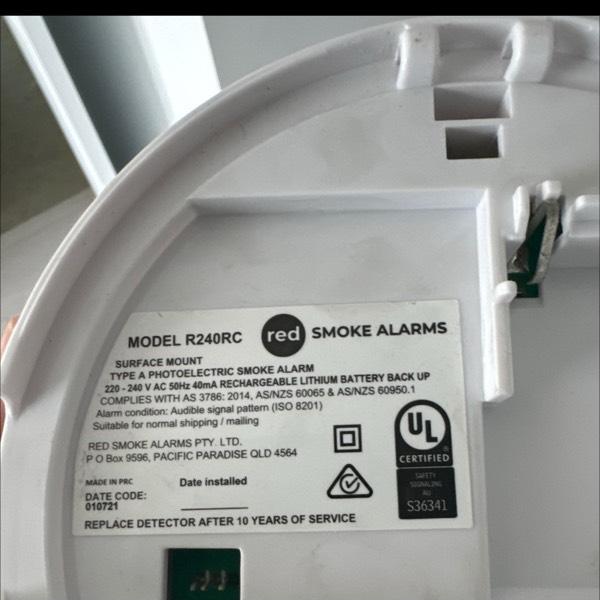 MODEL R240RC red SMOKE ALARMS
SURFACE MOUNT
TYPE A PHOTOELECTRIC SMOKE ALARM
220 - 240 V AC 50Hz 40mA RECHARGEABLE LITHIUM BATTERY BACK UP
COMPLIES WITH AS 3786: 2014, AS/NZS 60065 & AS/NZS 60950.1
Alarm condition: Audible signal pattern (ISO 8201)
Suitable for normal shipping / mailing
RED SMOKE ALARMS PTY. LTD.
P O Box 9596, PACIFIC PARADISE QLD 4564
MADE IN PRC
Date installed
DATE CODE:
010721
REPLACE DETECTOR AFTER 10 YEARS OF SERVICE
UL
CERTIFIED
SAFETY
SIGNALING
AU
S36341